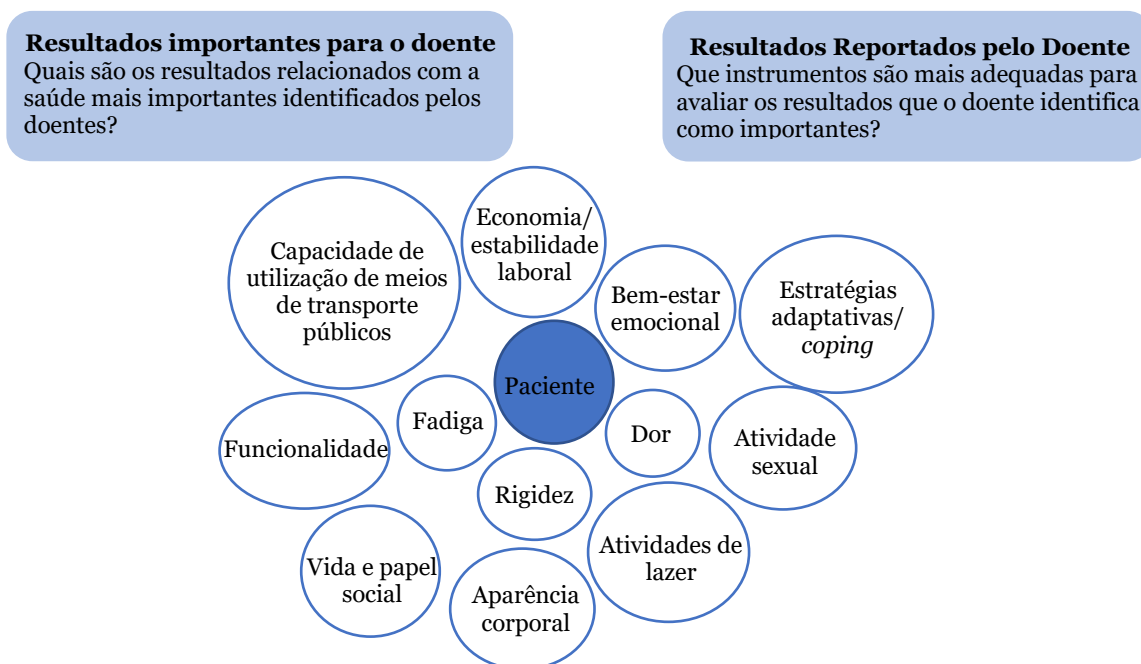 Resultados importantes para o doente
Quais são os resultados relacionados com a
saúde mais importantes identificados pelos
doentes?
Resultados Reportados pelo Doente
Que instrumentos são mais adequadas para
avaliar os resultados que o doente identifica
como importantes?
Economia/
estabilidade
laboral
Capacidade de
utilização de meios
de transporte
públicos
Bem-estar
emocional
Estratégias
adaptativas/
coping
Paciente
Fadiga
Dor
Funcionalidade
Atividade
sexual
Rigidez
Vida e papel
social
Atividades de
lazer
Aparência
corporal